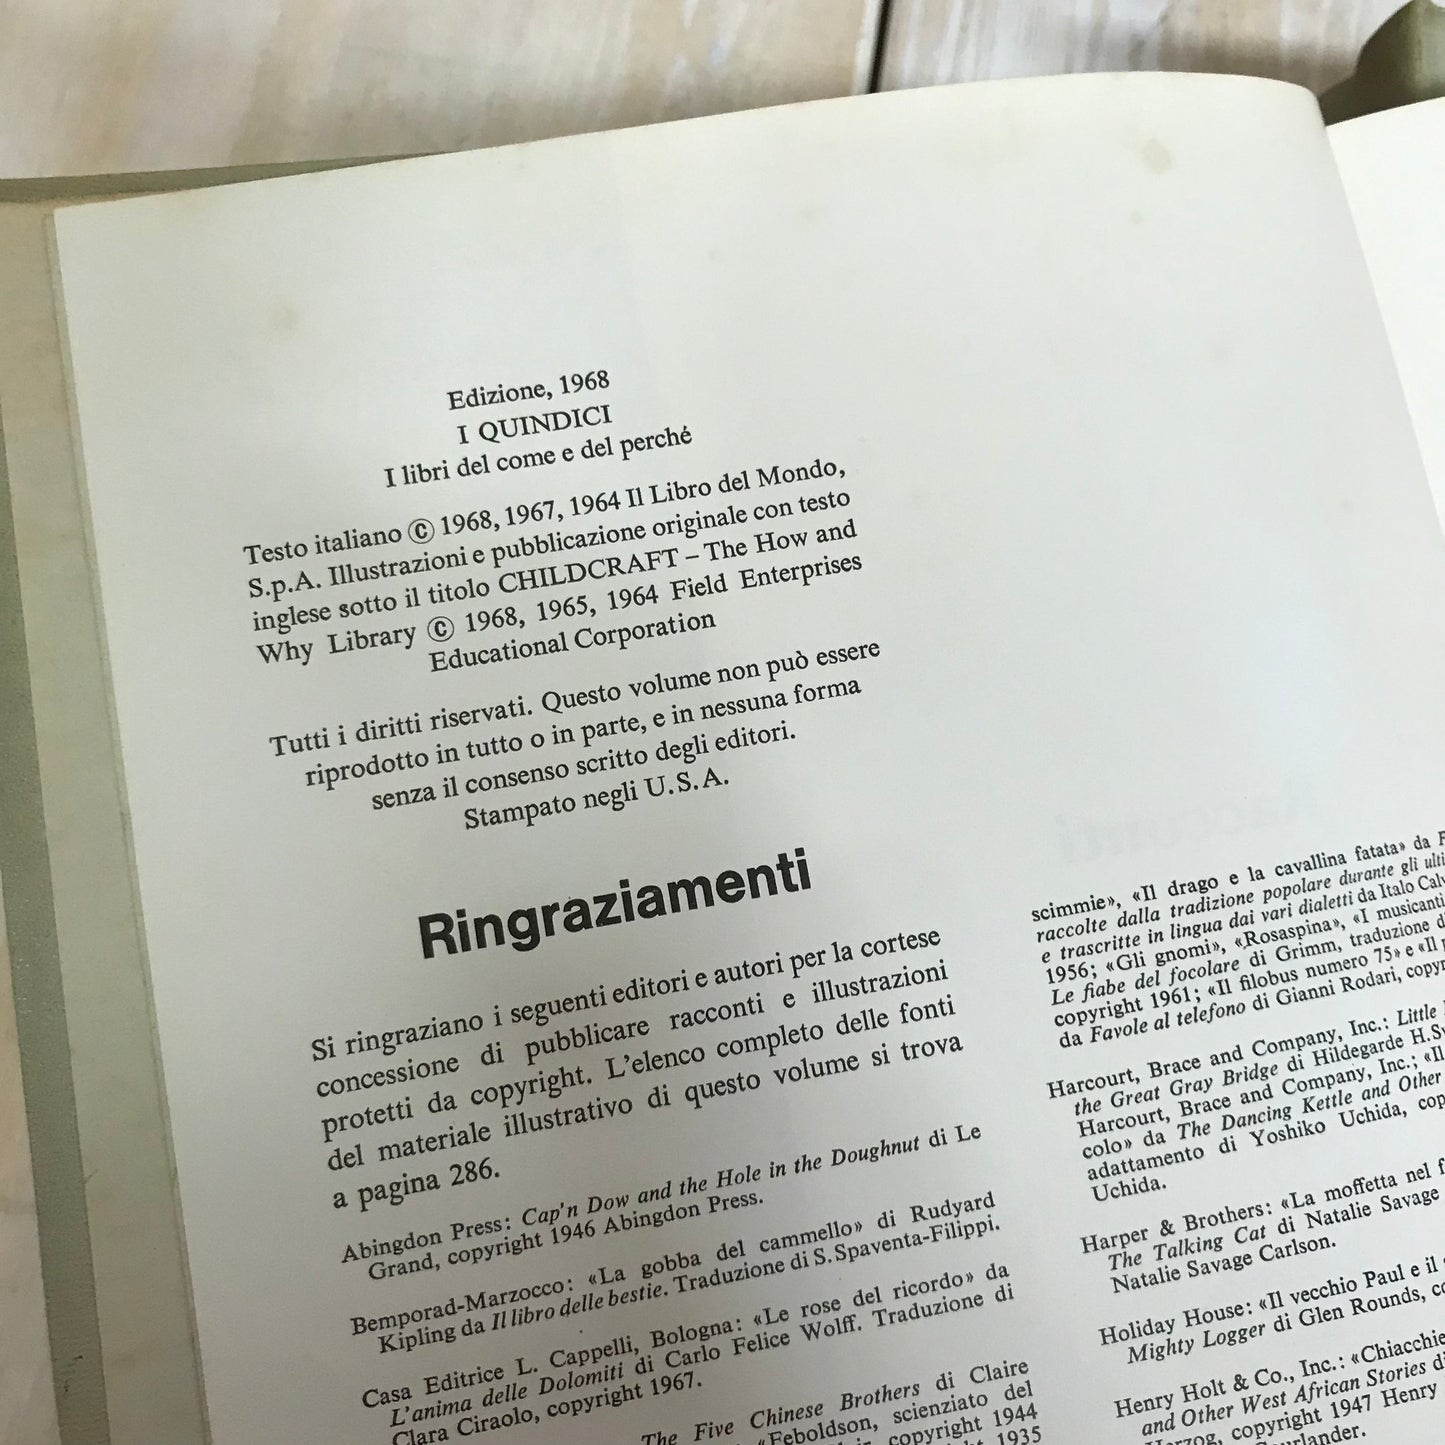 Edizione, 1968
I QUINDICI
I libri del come e del perché
Testo italiano © 1968, 1967, 1964 Il Libro del Mondo,
S.p.A. Illustrazioni e pubblicazione originale con testo
inglese sotto il titolo CHILDCRAFT – The How and
Why Library © 1968, 1965, 1964 Field Enterprises
Educational Corporation
Tutti i diritti riservati. Questo volume non può essere
riprodotto in tutto o in parte, e in nessuna forma
senza il consenso scritto degli editori.
Stampato negli U.S.A.
Ringraziamenti
Si ringraziano i seguenti editori e autori per la cortese
concessione di pubblicare racconti e illustrazioni
protetti da copyright. L'elenco completo delle fonti
del materiale illustrativo di questo volume si trova
a pagina 286.
Abingdon Press: Cap'n Dow and the Hole in the Doughnut di Le
Grand, copyright 1946 Abingdon Press.
Bemporad-Marzocco: «La gobba del cammello» di Rudyard
Kipling da Il libro delle bestie. Traduzione di S. Spaventa-Filippi.
Casa Editrice L. Cappelli, Bologna: «Le rose del ricordo» da
L'anima delle Dolomiti di Carlo Felice Wolff. Traduzione di
Clara Ciraolo, copyright 1967.
The Five Chinese Brothers di Claire
«Feboldson, scienziato del
copyright 1944
1935
scimmie», «Il drago e la cavallina fatata» da
raccolte dalla tradizione popolare durante gli
e trascritte in lingua dai vari dialetti da Italo
1956; «Gli gnomi», «Rosaspina», «I musicanti
Le fiabe del focolare di Grimm, traduzione
copyright 1961; «Il filobus numero 75» e «Il
da Favole al telefono di Gianni Rodari,
Harcourt, Brace and Company, Inc.: Little
the Great Gray Bridge di Hildegarde H.
Harcourt, Brace and Company, Inc.; «Il
colo» da The Dancing Kettle and Other
adattamento di Yoshiko Uchida,
Uchida.
Harper & Brothers: «La moffetta nel
The Talking Cat di Natalie Savage
Natalie Savage Carlson.
Holiday House: «Il vecchio Paul e il
Mighty Logger di Glen Rounds,
Henry Holt & Co., Inc.: «Chiacchie
and Other West African Stories
copyright 1947 Henry